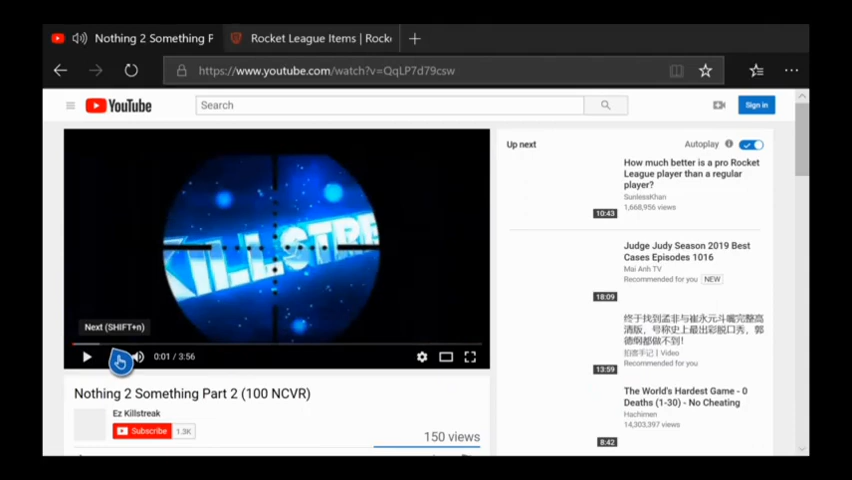 Nothing 2 Something P
Rocket League Items | Rocke
https://www.youtube.com/watch?v=QqLP7d79csw
YouTube
Search
Sign in
KILLSTRE
Next (SHIFT+n)
0:01 / 3:56
Nothing 2 Something Part 2 (100 NCVR)
Ez Killstreak
Subscribe 1.3K
150 views
Up next
Autoplay
How much better is a pro Rocket
League player than a regular
player?
SunlessKhan
1,668,956 views
10:43
Judge Judy Season 2019 Best
Cases Episodes 1016
Mai Anh TV
Recommended for you NEW
18:09
终于找到孟非与崔永元斗嘴完整高
清版，号称史上最出彩脱口秀，郭
德纲都做不到！
拍客手记 | Video
Recommended for you
13:59
The World's Hardest Game - 0
Deaths (1-30) - No Cheating
Hachimen
14,303,397 views
8:42